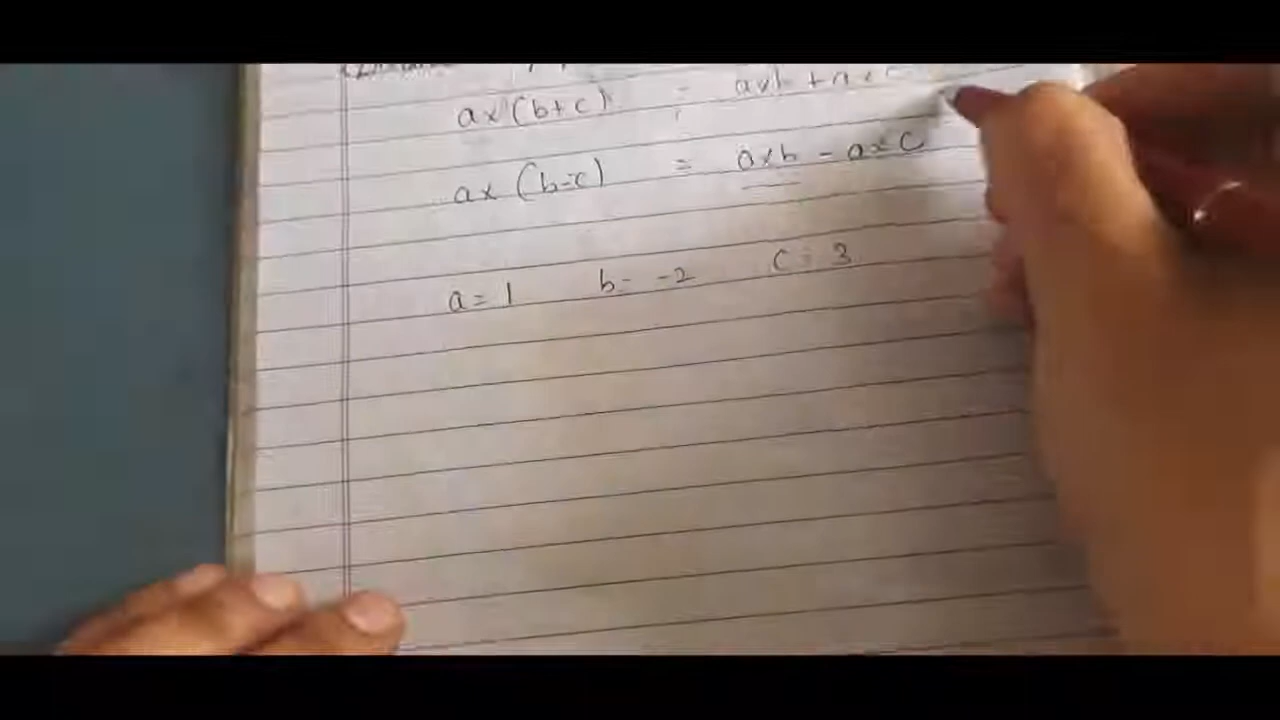 a×(b+c) = a×b + a×c
a×(b-c) = a×b - a×c
a = 1 b = -2 c = 3